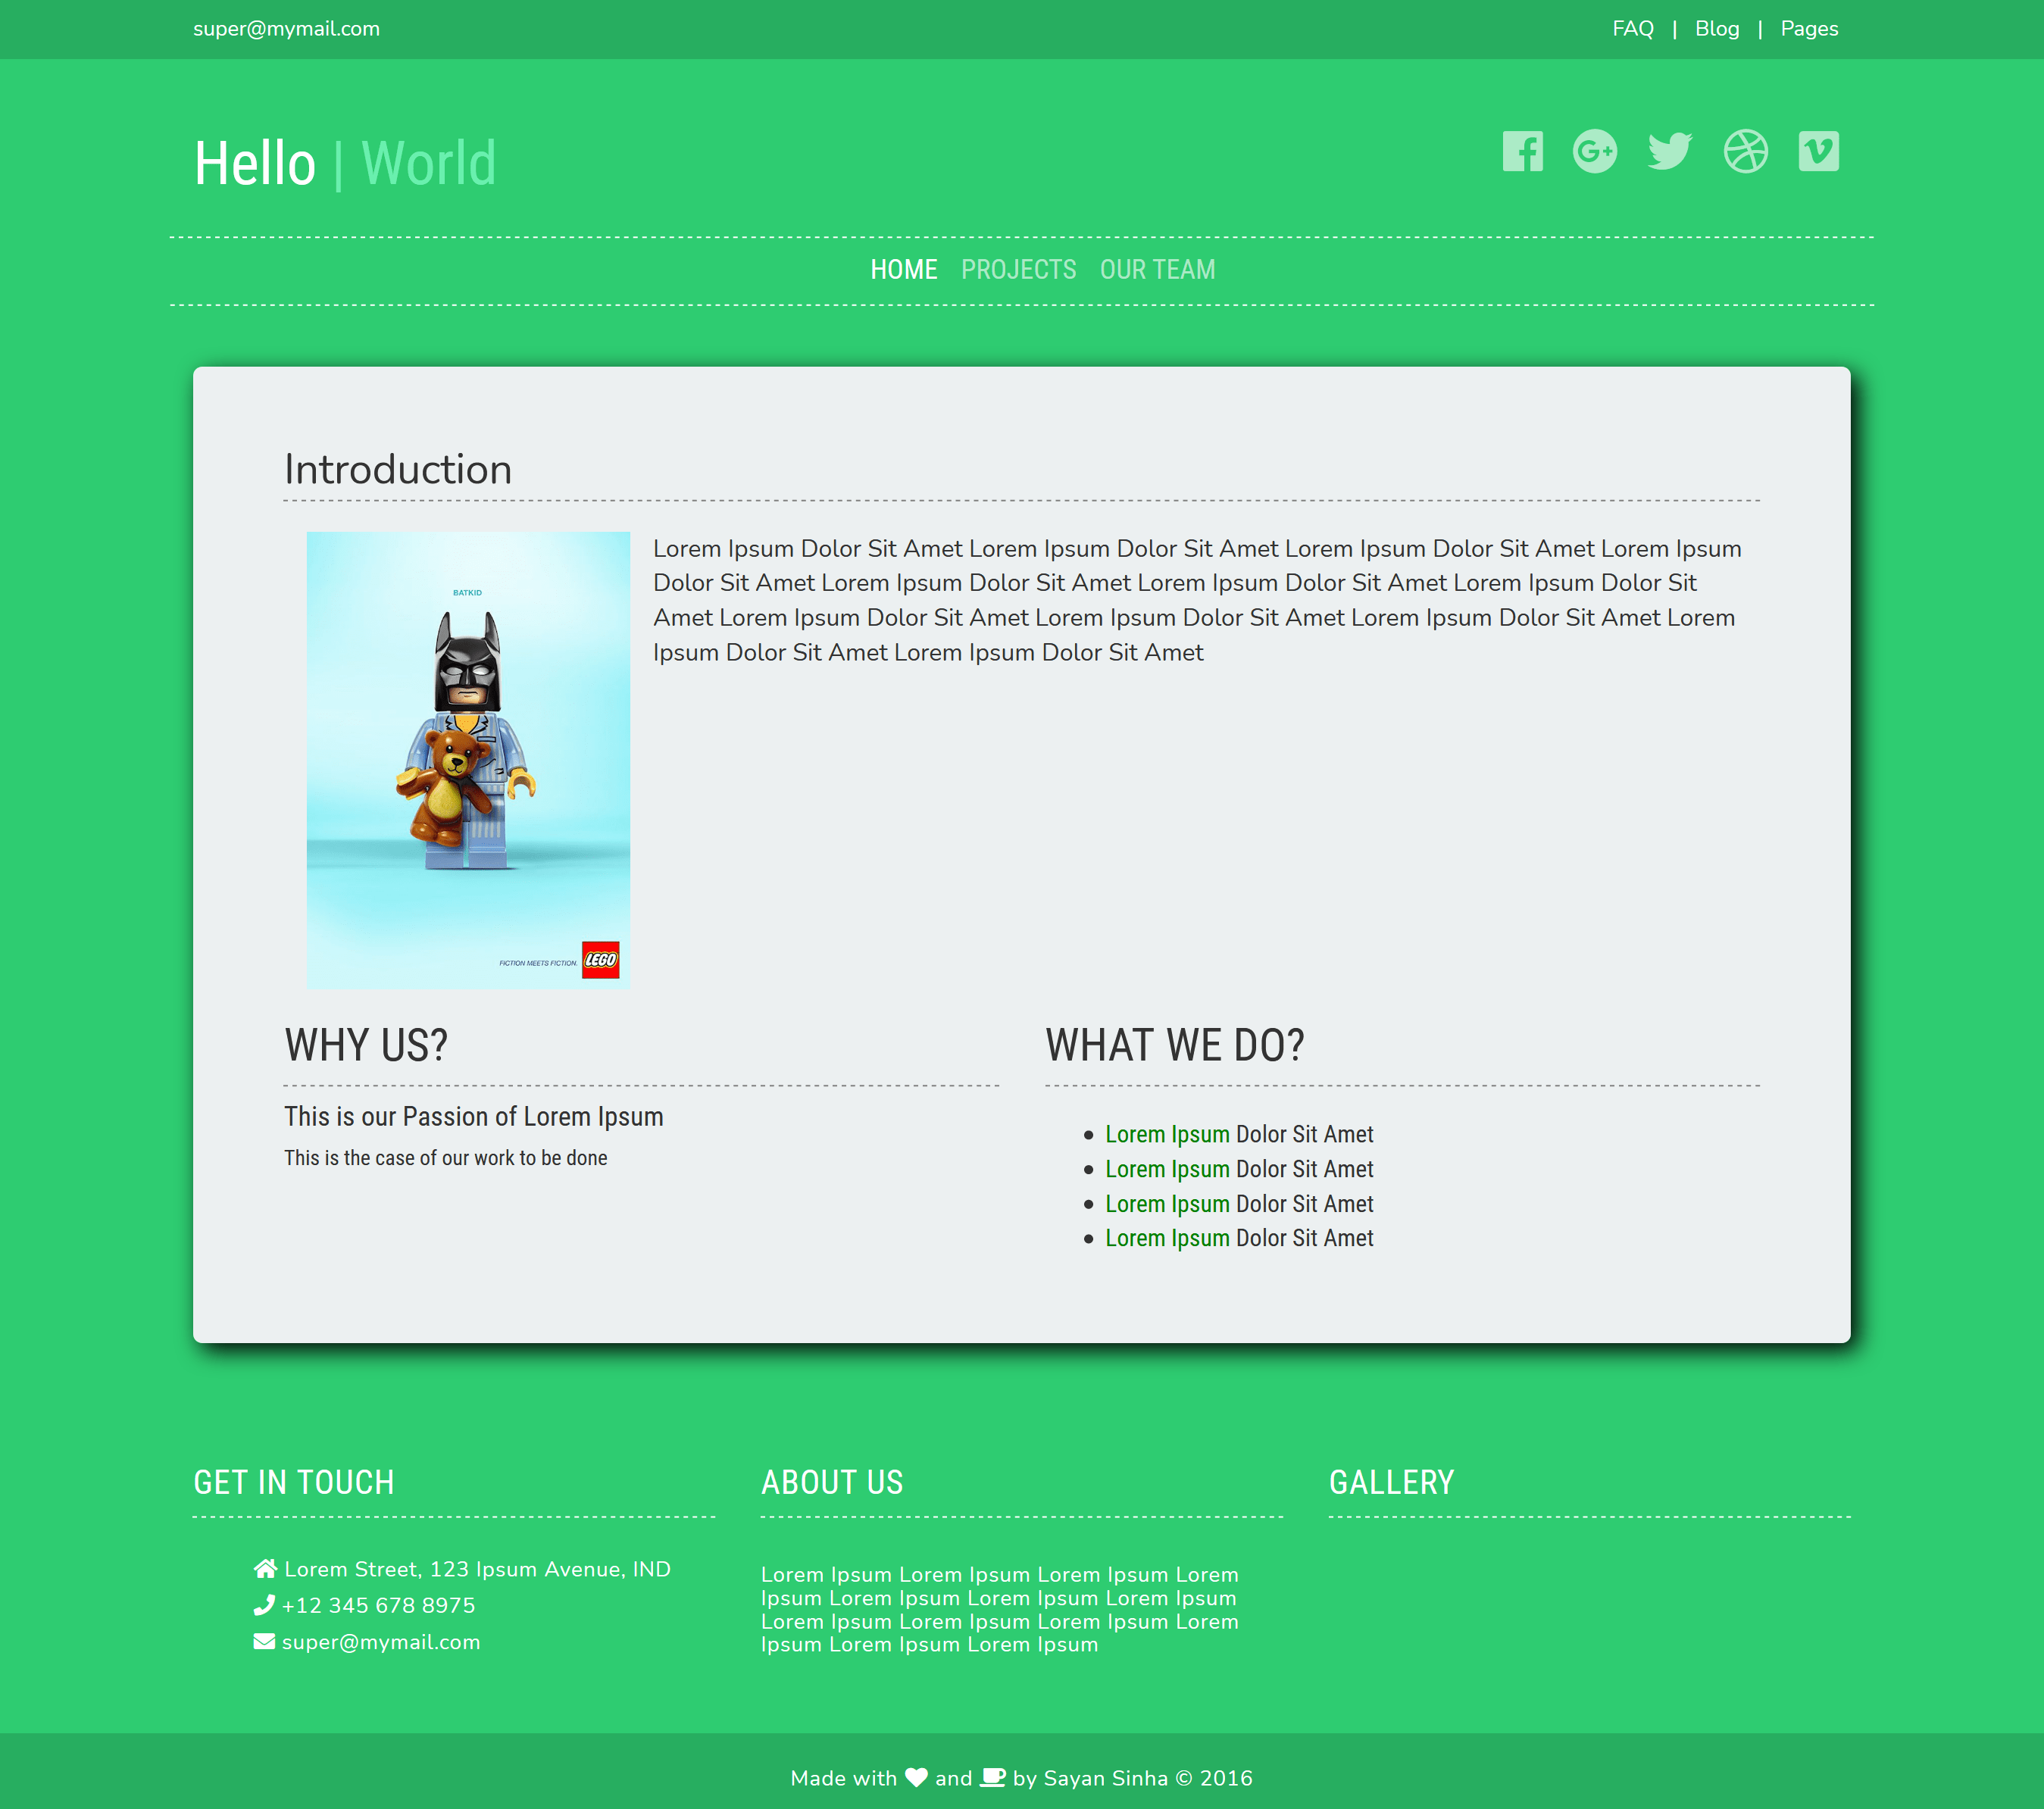 super@mymail.com
FAQ | Blog | Pages
Hello | World
HOME PROJECTS OUR TEAM
Introduction
BATKID
FICTION MEETS FICTION.
LEGO
Lorem Ipsum Dolor Sit Amet Lorem Ipsum Dolor Sit Amet Lorem Ipsum Dolor Sit Amet Lorem Ipsum
Dolor Sit Amet Lorem Ipsum Dolor Sit Amet Lorem Ipsum Dolor Sit Amet Lorem Ipsum Dolor Sit
Amet Lorem Ipsum Dolor Sit Amet Lorem Ipsum Dolor Sit Amet Lorem Ipsum Dolor Sit Amet Lorem
Ipsum Dolor Sit Amet Lorem Ipsum Dolor Sit Amet
WHY US?
This is our Passion of Lorem Ipsum
This is the case of our work to be done
WHAT WE DO?
Lorem Ipsum Dolor Sit Amet
Lorem Ipsum Dolor Sit Amet
Lorem Ipsum Dolor Sit Amet
Lorem Ipsum Dolor Sit Amet
GET IN TOUCH
Lorem Street, 123 Ipsum Avenue, IND
+12 345 678 8975
super@mymail.com
ABOUT US
Lorem Ipsum Lorem Ipsum Lorem Ipsum Lorem
Ipsum Lorem Ipsum Lorem Ipsum Lorem Ipsum
Lorem Ipsum Lorem Ipsum Lorem Ipsum Lorem
Ipsum Lorem Ipsum Lorem Ipsum
GALLERY
Made with and by Sayan Sinha © 2016